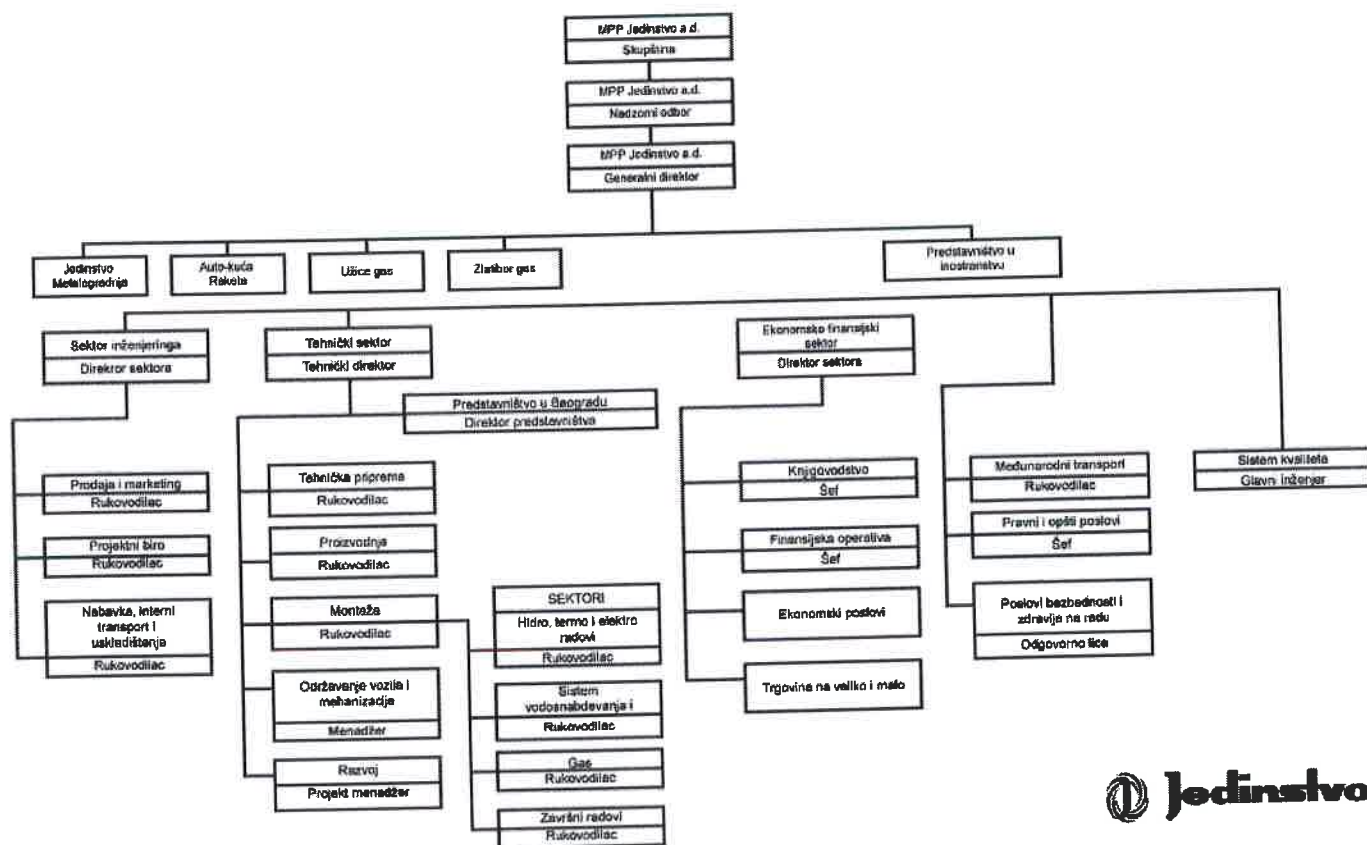 MPP Jedinstvo a.d.
Skupština
MPP Jedinstvo a.d.
Nadzorni odbor
MPP Jedinstvo a.d.
Generalni direktor
Jedinstvo
Metalogradnja
Auto-kuća
Raketa
Užice gas
Zlatibor gas
Predstavništvo u
inostranstvu
Sektor inženjeringa
Direkror sektora
Tehnički sektor
Tehnički direktor
Predstavništvo u Beogradu
Direktor predstavništva
Ekonomsko finansijski
sektor
Direktor sektora
Prodaja i marketing
Rukovodilac
Projektni biro
Rukovodilac
Nabavka, interni
transport i
uskladištenje
Rukovodilac
Tehnička priprema
Rukovodilac
Proizvodnja
Rukovodilac
Montaža
Rukovodilac
Održavanje vozila i
mehanizacije
Menadžer
Razvoj
Projekt menadžer
SEKTORI
Hidro, termo i elektro
radovi
Rukovodilac
Sistem
vodosnabdevanja i
Rukovodilac
Gas
Rukovodilac
Završni radovi
Rukovodilac
Knjigovodstvo
Šef
Finansijska operativa
Šef
Ekonomski poslovi
Trgovina na veliko i malo
Međunarodni transport
Rukovodilac
Pravni i opšti poslovi
Šef
Poslovi bezbednosti i
zdravlja na radu
Odgovorno lice
Sistem kvaliteta
Glavni inženjer
Jedinstvo